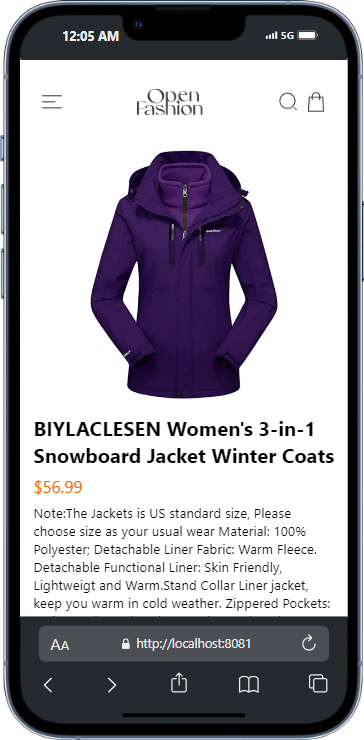 12:05 AM
5G
Open
Fashion
BIYLACLESEN Women's 3-in-1
Snowboard Jacket Winter Coats
$56.99
Note:The Jackets is US standard size, Please
choose size as your usual wear Material: 100%
Polyester; Detachable Liner Fabric: Warm Fleece.
Detachable Functional Liner: Skin Friendly,
Lightweigt and Warm.Stand Collar Liner jacket,
keep you warm in cold weather. Zippered Pockets:
AA
http://localhost:8081